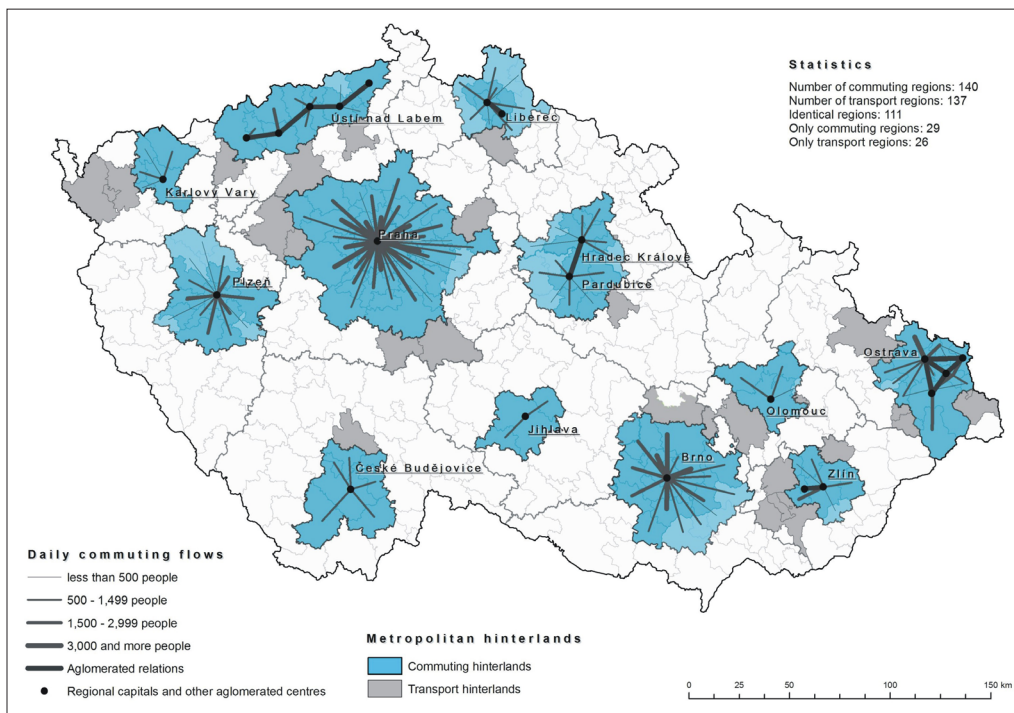 Statistics
Number of commuting regions: 140
Number of transport regions: 137
Identical regions: 111
Only commuting regions: 29
Only transport regions: 26
Ústí nad Labem
Liberec
Karlovy Vary
Praha
Hradec Králové
Plzeň
Pardubice
Ostrava
Olomouc
Jihlava
Brno
České Budějovice
Zlín
Daily commuting flows
less than 500 people
500 - 1,499 people
1,500 - 2,999 people
3,000 and more people
Aglomerated relations
Regional capitals and other aglomerated centres
Metropolitan hinterlands
Commuting hinterlands
Transport hinterlands
0 25 50 100 150 km